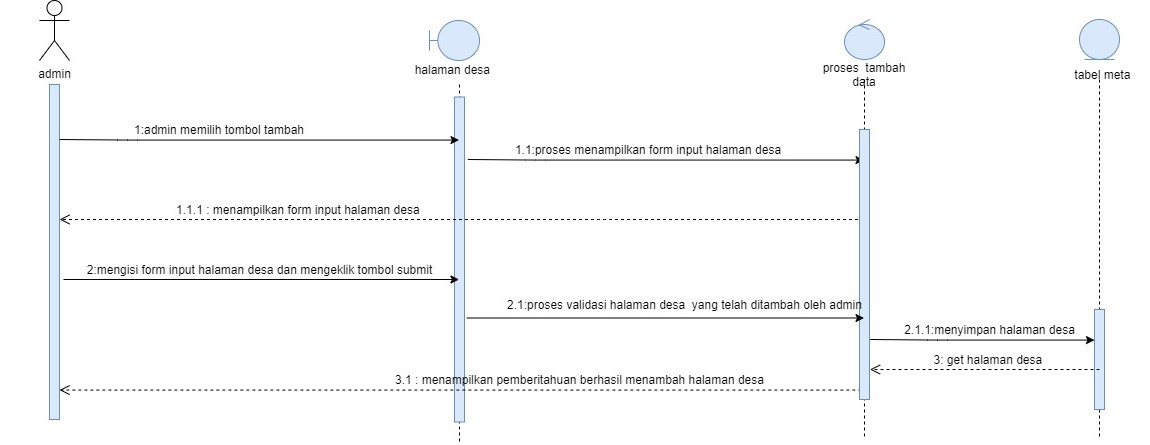 admin
halaman desa
proses tambah
data
tabel meta
1:admin memilih tombol tambah
1.1:proses menampilkan form input halaman desa
1.1.1 : menampilkan form input halaman desa
2:mengisi form input halaman desa dan mengeklik tombol submit
2.1:proses validasi halaman desa yang telah ditambah oleh admin
2.1.1:menyimpan halaman desa
3: get halaman desa
3.1 : menampilkan pemberitahuan berhasil menambah halaman desa